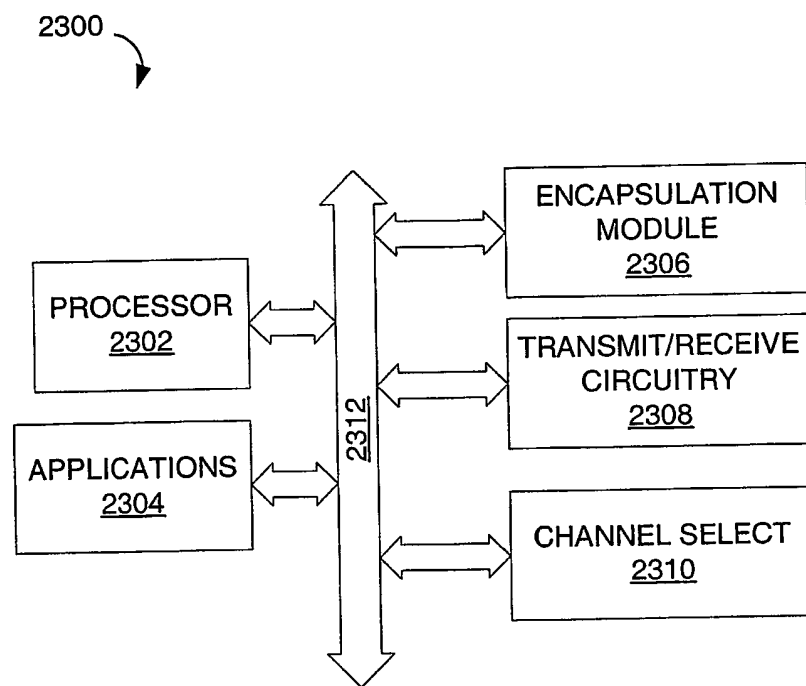 2300
ENCAPSULATION
MODULE
2306
PROCESSOR
2302
TRANSMIT/RECEIVE
CIRCUITRY
2308
2312
APPLICATIONS
2304
CHANNEL SELECT
2310